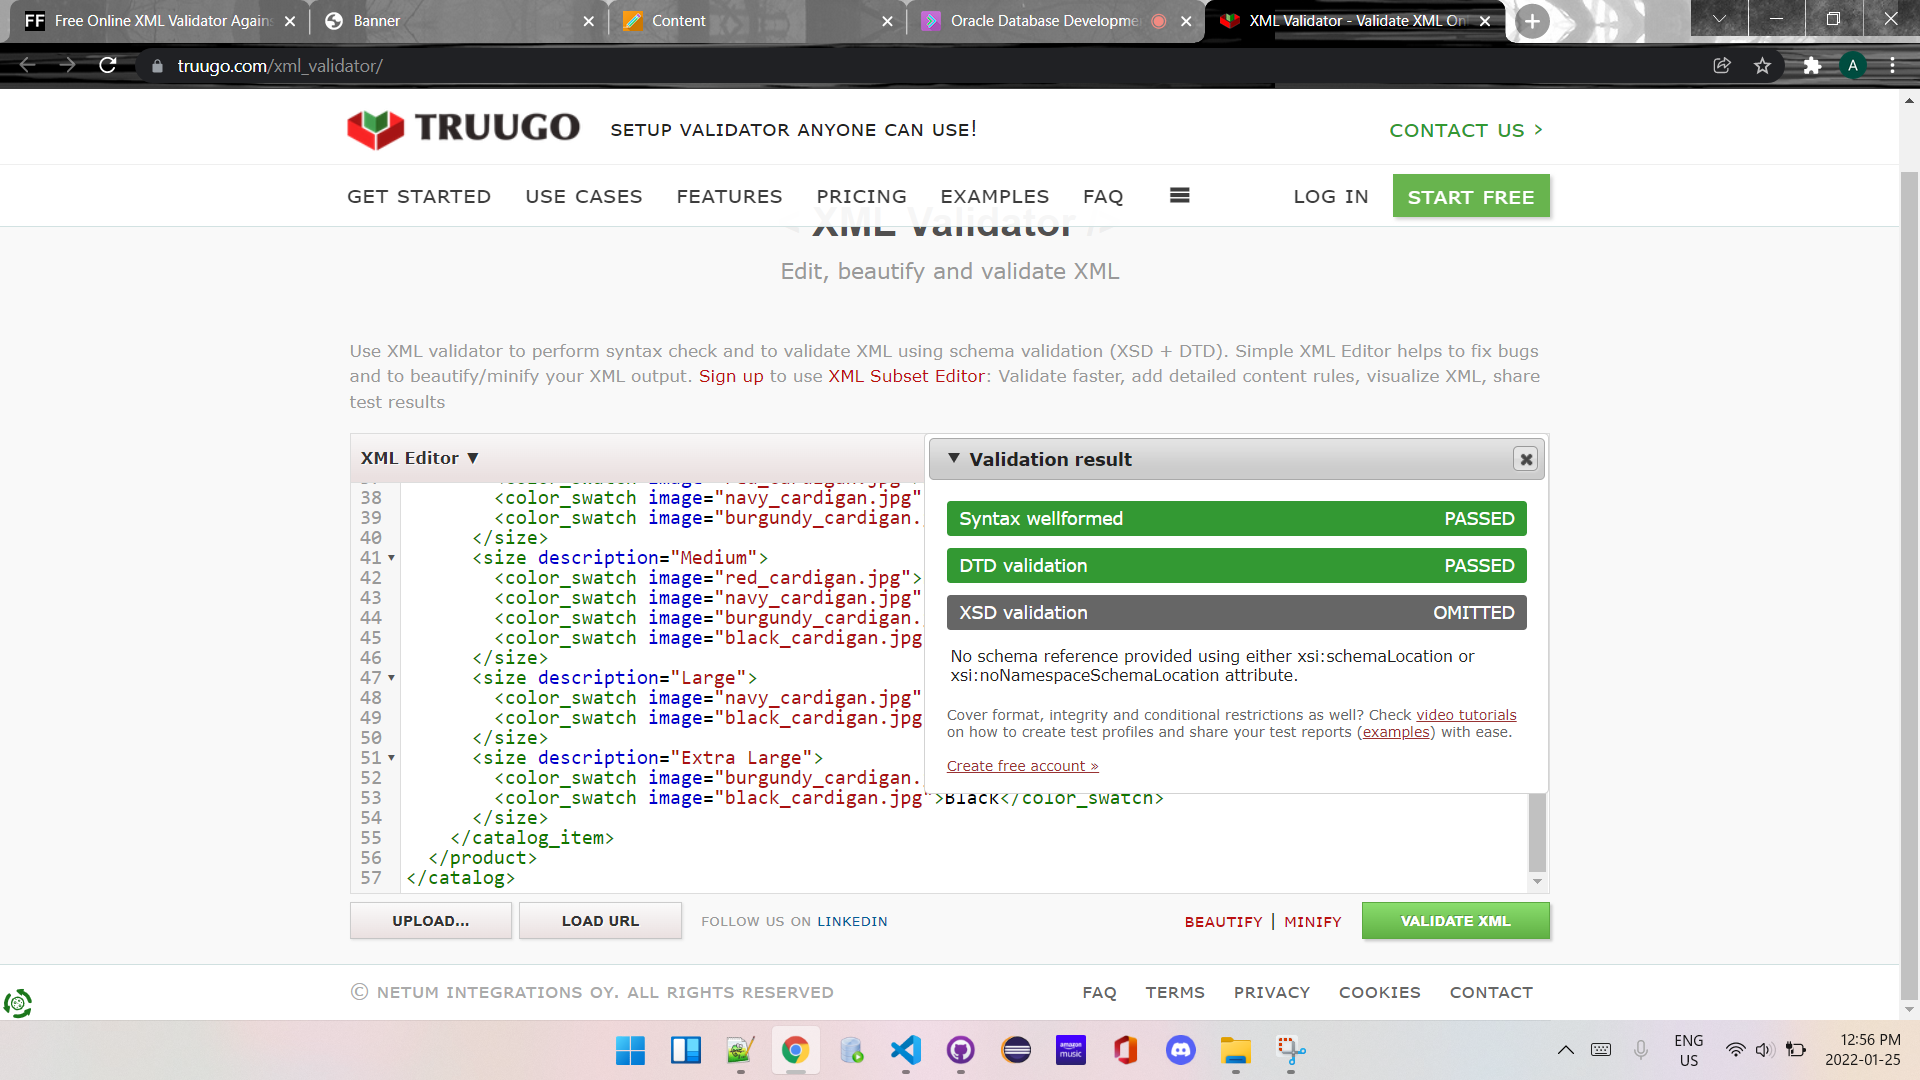 Free Online XML Validator Agains
Banner
Content
Oracle Database Developme
XML Validator - Validate XML On
truugo.com/xml_validator/
A
TRUUGO
SETUP VALIDATOR ANYONE CAN USE!
CONTACT US >
GET STARTED
USE CASES
FEATURES
PRICING
EXAMPLES
FAQ
LOG IN
START FREE
< XML Validator />
Edit, beautify and validate XML
Use XML validator to perform syntax check and to validate XML using schema validation (XSD + DTD). Simple XML Editor helps to fix bugs
and to beautify/minify your XML output. Sign up to use XML Subset Editor: Validate faster, add detailed content rules, visualize XML, share
test results
XML Editor ▼
37 <color_swatch image="red_cardigan.jpg"
38 <color_swatch image="navy_cardigan.jpg"
39 <color_swatch image="burgundy_cardigan.
40 </size>
41 <size description="Medium">
42 <color_swatch image="red_cardigan.jpg">
43 <color_swatch image="navy_cardigan.jpg"
44 <color_swatch image="burgundy_cardigan.
45 <color_swatch image="black_cardigan.jpg
46 </size>
47 <size description="Large">
48 <color_swatch image="navy_cardigan.jpg"
49 <color_swatch image="black_cardigan.jpg
50 </size>
51 <size description="Extra Large">
52 <color_swatch image="burgundy_cardigan.
53 <color_swatch image="black_cardigan.jpg">Black</color_swatch>
54 </size>
55 </catalog_item>
56 </product>
57 </catalog>
▼ Validation result
Syntax wellformed PASSED
DTD validation PASSED
XSD validation OMITTED
No schema reference provided using either xsi:schemaLocation or
xsi:noNamespaceSchemaLocation attribute.
Cover format, integrity and conditional restrictions as well? Check video tutorials
on how to create test profiles and share your test reports (examples) with ease.
Create free account »
UPLOAD...
LOAD URL
FOLLOW US ON LINKEDIN
BEAUTIFY | MINIFY
VALIDATE XML
© NETUM INTEGRATIONS OY. ALL RIGHTS RESERVED
FAQ
TERMS
PRIVACY
COOKIES
CONTACT
amazon
music
ENG
US
12:56 PM
2022-01-25